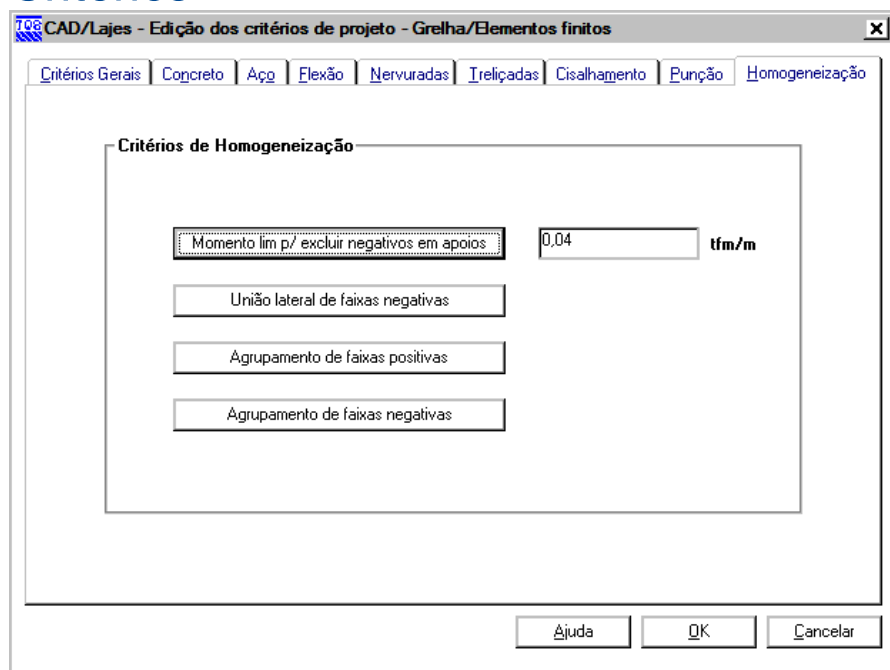 TQS CAD/Lajes - Edição dos critérios de projeto - Grelha/Elementos finitos
Critérios Gerais Concreto Aço Flexão Nervuradas Treliçadas Cisalhamento Punção Homogeneização
Critérios de Homogeneização
Momento lim p/ excluir negativos em apoios 0,04 tfm/m
União lateral de faixas negativas
Agrupamento de faixas positivas
Agrupamento de faixas negativas
Ajuda OK Cancelar